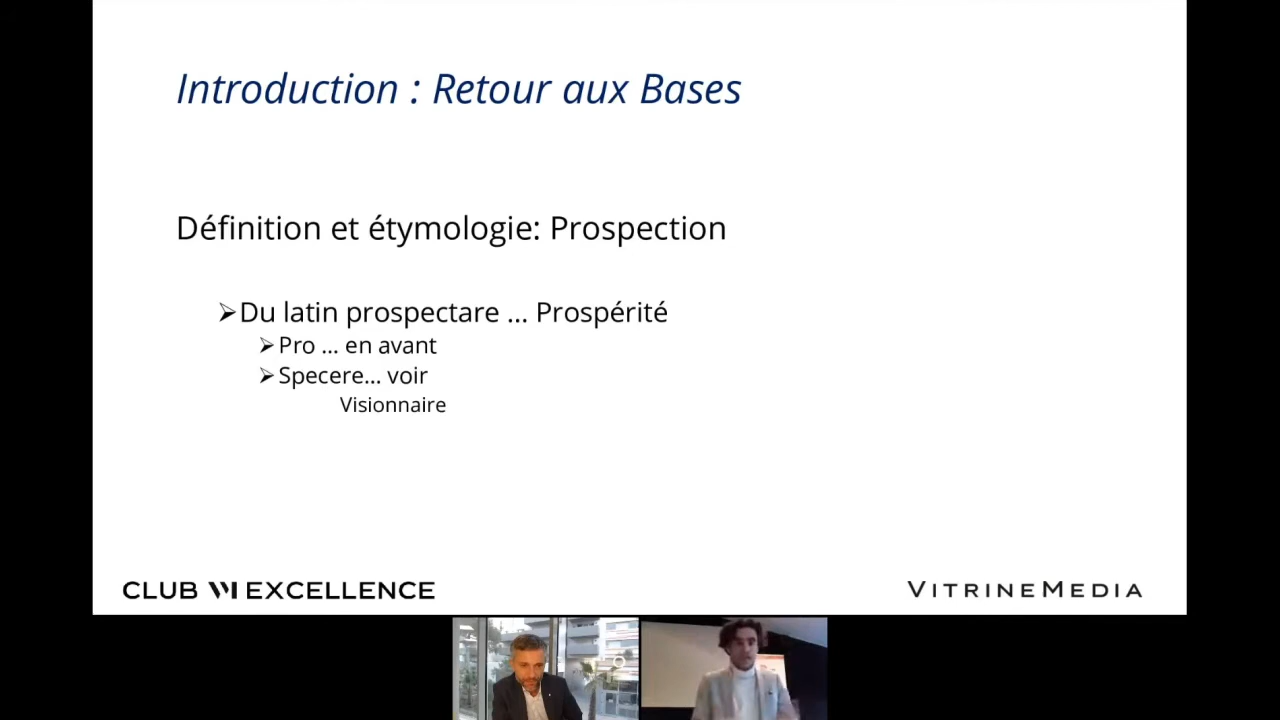 Introduction : Retour aux Bases
Définition et étymologie: Prospection
➢Du latin prospectare ... Prospérité
➢Pro ... en avant
➢Specere... voir
Visionnaire
CLUB VM EXCELLENCE
VITRINEMEDIA